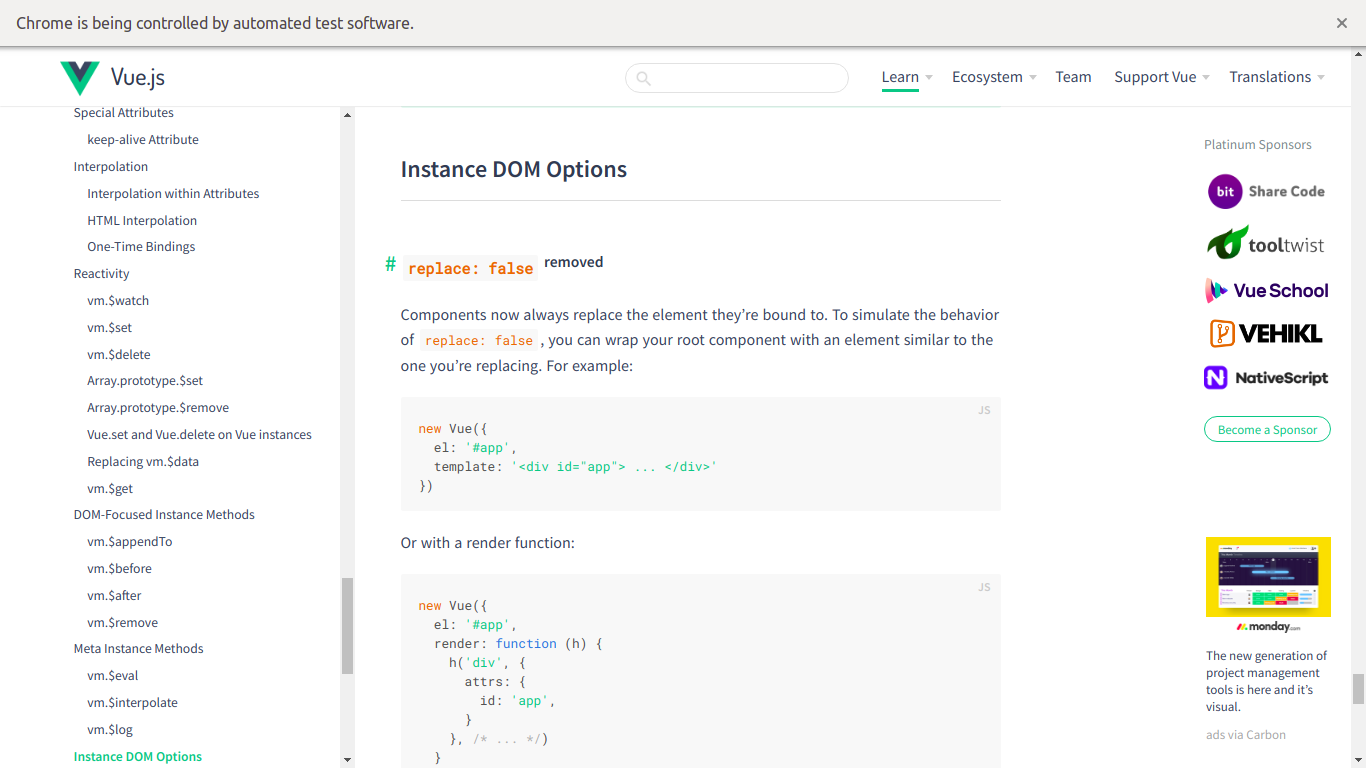 Chrome is being controlled by automated test software.
Vue.js
Learn
Ecosystem
Team
Support Vue
Translations
Special Attributes
keep-alive Attribute
Interpolation
Interpolation within Attributes
HTML Interpolation
One-Time Bindings
Reactivity
vm.$watch
vm.$set
vm.$delete
Array.prototype.$set
Array.prototype.$remove
Vue.set and Vue.delete on Vue instances
Replacing vm.$data
vm.$get
DOM-Focused Instance Methods
vm.$appendTo
vm.$before
vm.$after
vm.$remove
Meta Instance Methods
vm.$eval
vm.$interpolate
vm.$log
Instance DOM Options
Instance DOM Options
# replace: false removed
Components now always replace the element they’re bound to. To simulate the behavior
of replace: false , you can wrap your root component with an element similar to the
one you’re replacing. For example:
JS
new Vue({
el: '#app',
template: '<div id="app"> ... </div>'
})
Or with a render function:
JS
new Vue({
el: '#app',
render: function (h) {
h('div', {
attrs: {
id: 'app',
}
}, /* ... */)
}
Platinum Sponsors
bit Share Code
tooltwist
Vue School
VEHIKL
NativeScript
Become a Sponsor
monday.com
The new generation of
project management
tools is here and it’s
visual.
ads via Carbon